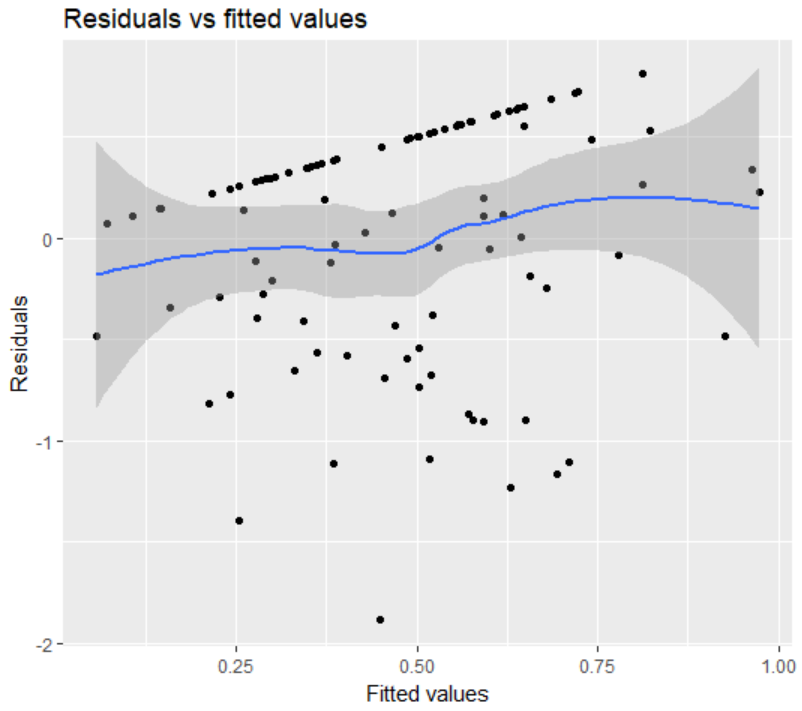 Residuals vs fitted values
Residuals
0
-1
-2
0.25 0.50 0.75 1.00
Fitted values